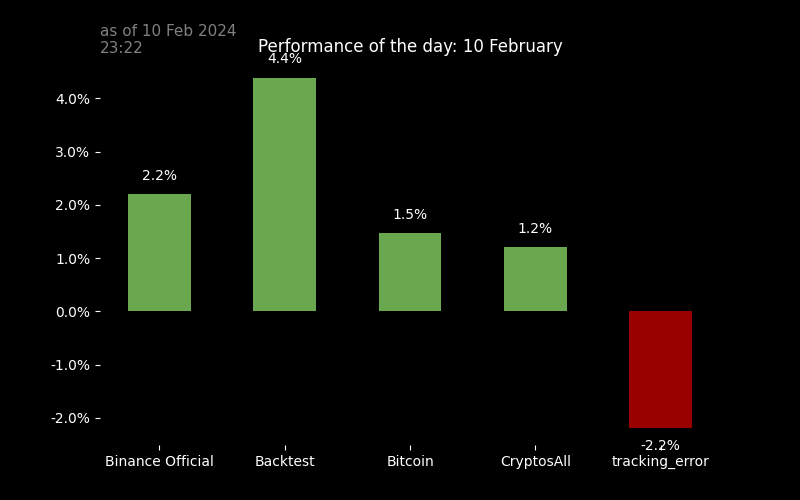 as of 10 Feb 2024
23:22
Performance of the day: 10 February
4.4%
4.0%
3.0%
2.2%
2.0%
1.5%
1.2%
1.0%
0.0%
-1.0%
-2.0%
-2.2%
Binance Official
Backtest
Bitcoin
CryptosAll
tracking_error